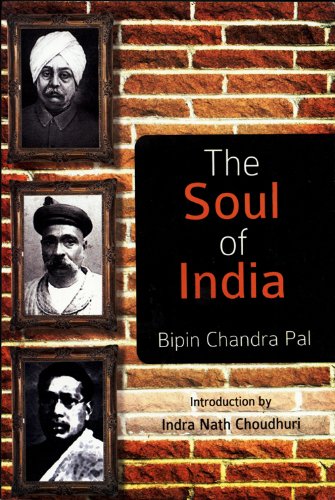 The
Soul
of
India
Bipin Chandra Pal
Introduction by
Indra Nath Choudhuri